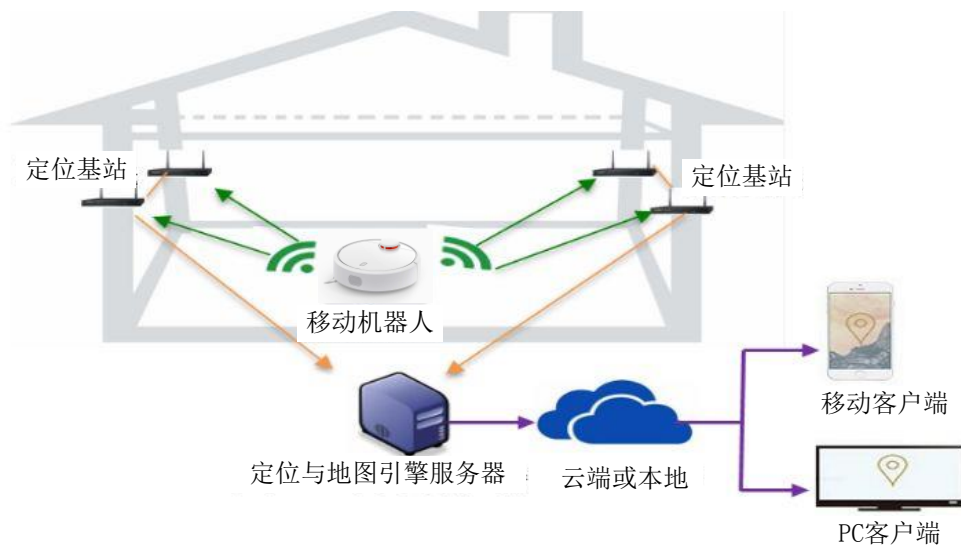 定位基站
定位基站
移动机器人
移动客户端
定位与地图引擎服务器
云端或本地
PC客户端